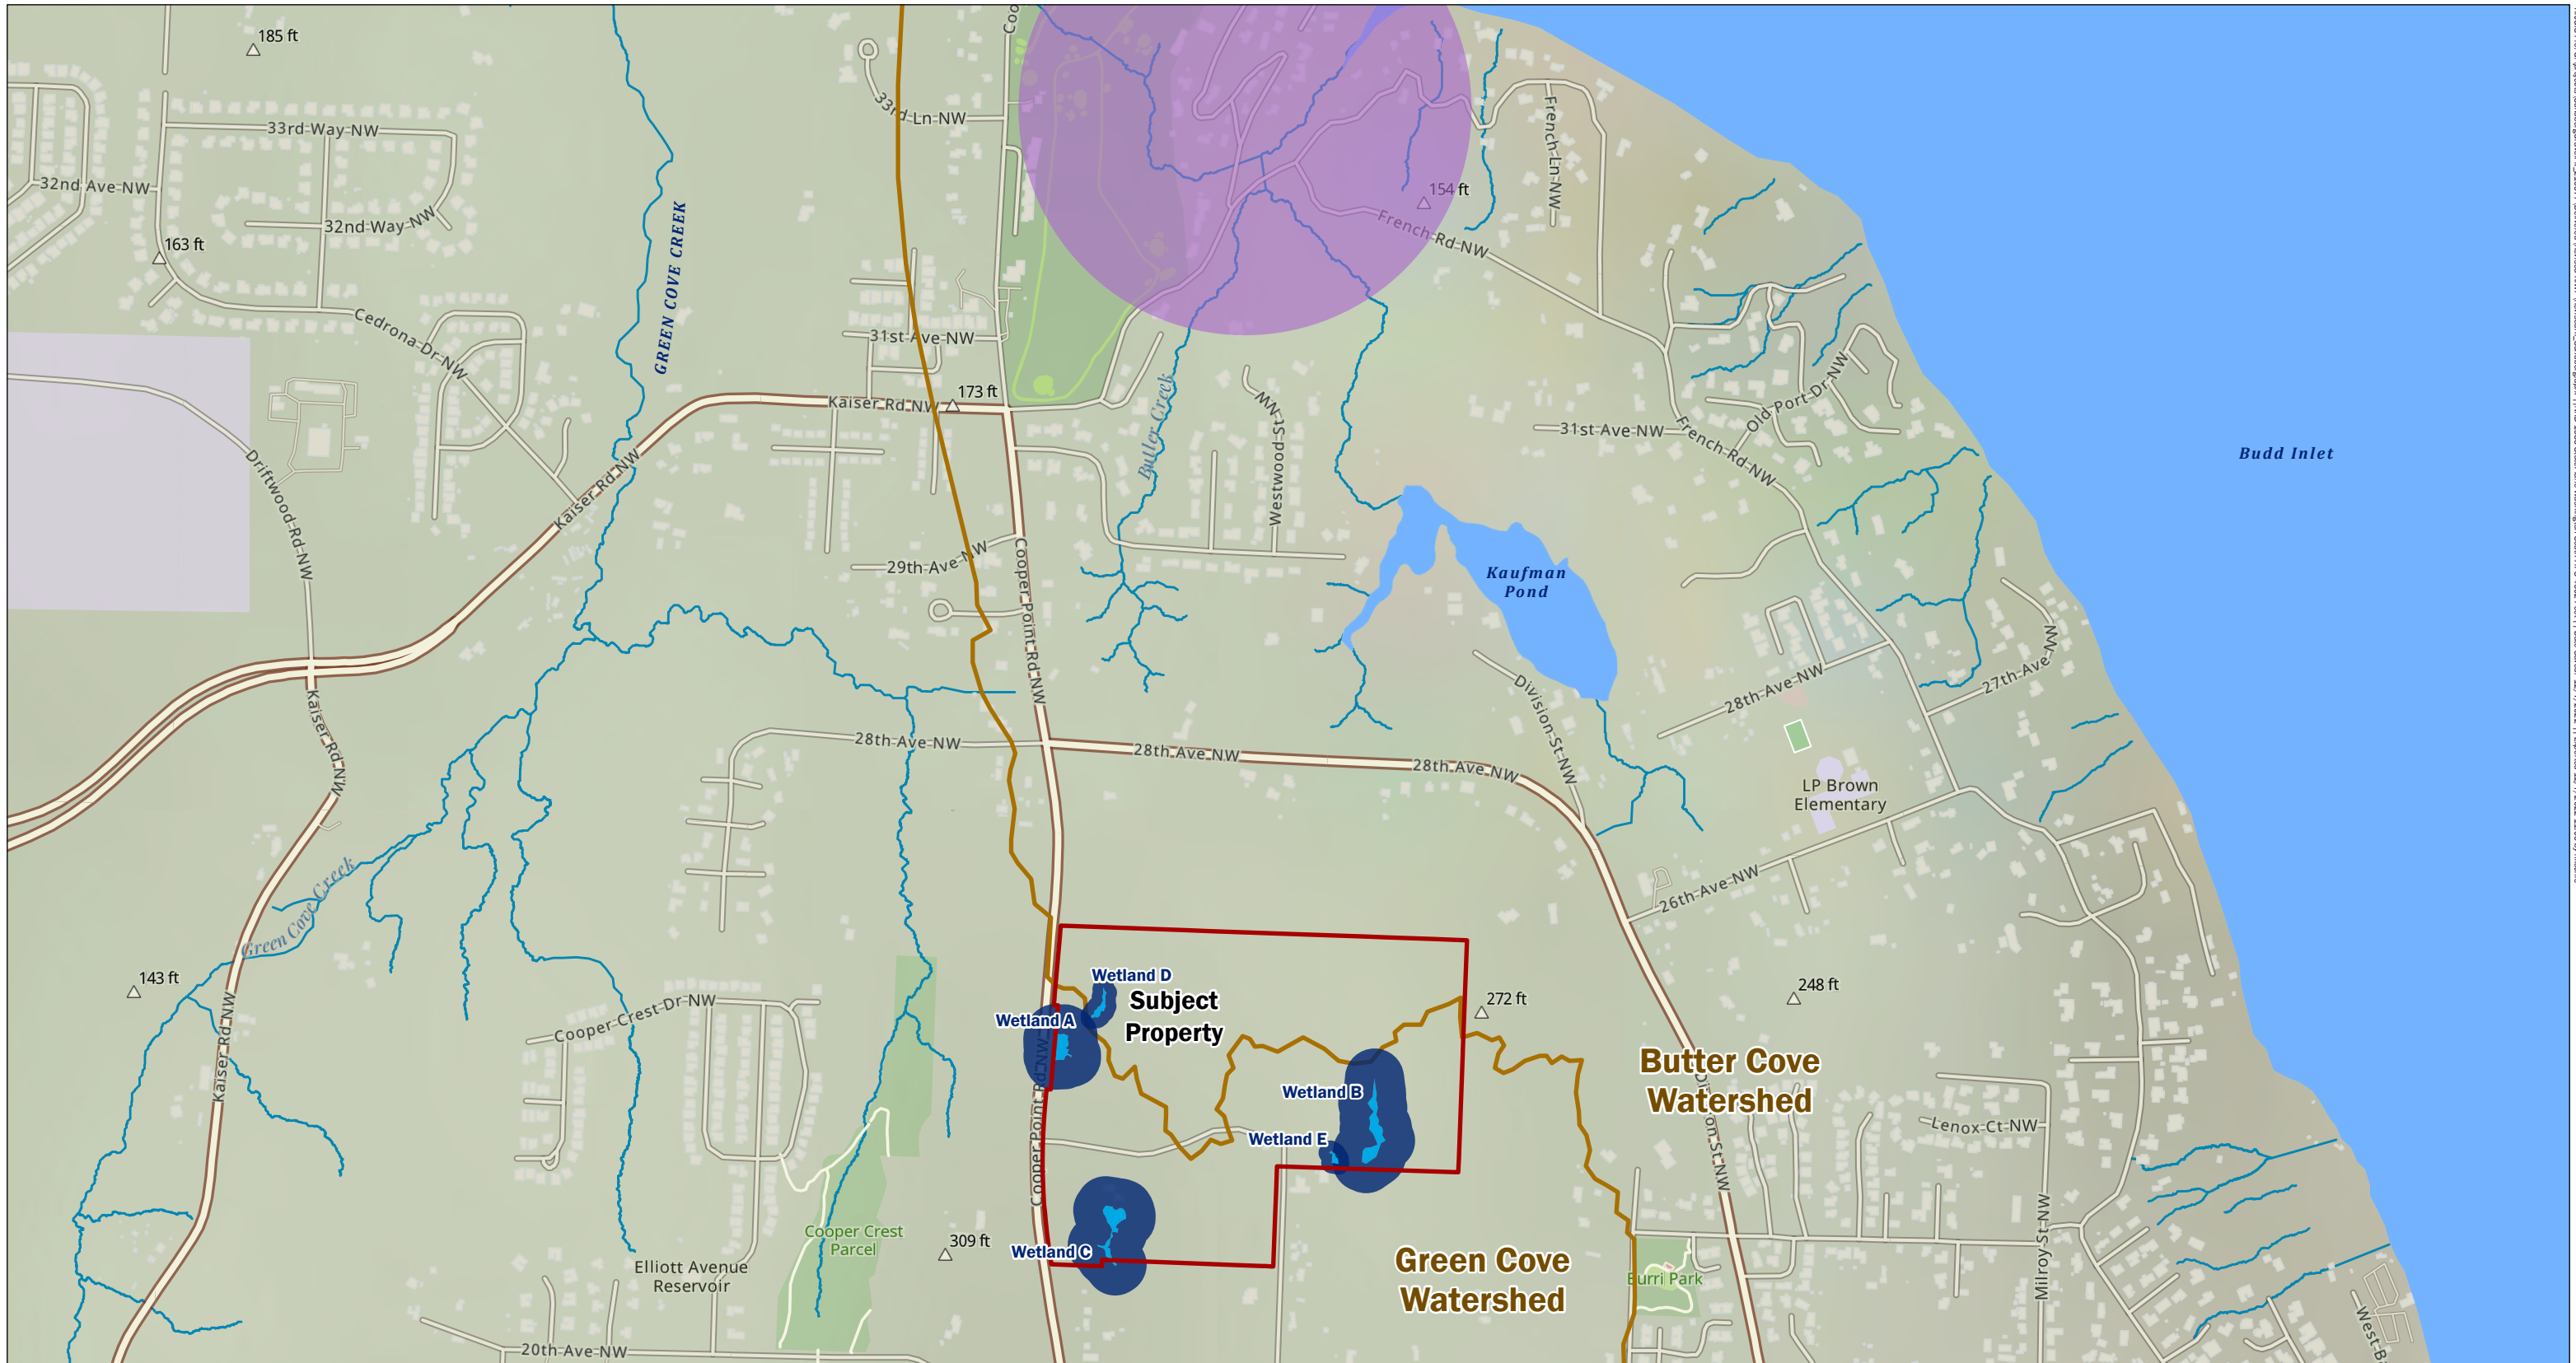 185 ft
Coo
33rd Ln NW
33rd Way NW
French Ln NW
32nd Ave NW
154 ft
32nd Way NW
French Rd NW
163 ft
GREEN COVE CREEK
Cedrona Dr NW
31st Ave NW
173 ft
Kaiser Rd NW
Old Port Dr NW
Butler Creek
Westwood St NW
31st Ave NW
French Rd NW
Budd Inlet
Kaiser Rd NW
Driftwood Rd NW
29th Ave NW
Cooper Point Rd NW
Kaufman
Pond
27th Ave NW
28th Ave NW
Division St NW
Kaiser Rd NW
28th Ave NW
28th Ave NW
28th Ave NW
LP Brown
Elementary
26th Ave NW
Green Cove Creek
143 ft
Wetland D
Subject
Property
Wetland A
272 ft
248 ft
Cooper Crest Dr NW
Kaiser Rd NW
Butter Cove
Watershed
Wetland B
Wetland E
Cooper Point Rd NW
Division St NW
Lenox Ct NW
Cooper Crest
Parcel
309 ft
Wetland C
Elliott Avenue
Reservoir
Green Cove
Watershed
Burri Park
Milroy St NW
West B
20th Ave NW